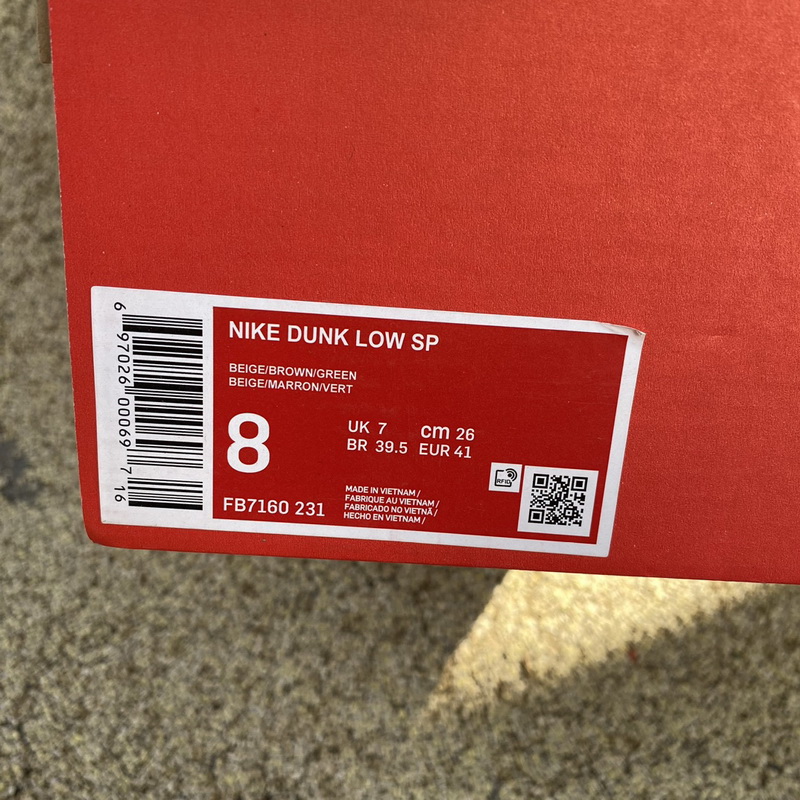 NIKE DUNK LOW SP
BEIGE/BROWN/GREEN
BEIGE/MARRON/VERT
8
UK 7 cm 26
BR 39.5 EUR 41
FB7160 231
MADE IN VIETNAM /
FABRIQUE AU VIETNAM /
FABRICADO NO VIETNÃ /
HECHO EN VIETNAM /
RFID
6 97026 00069 7 16